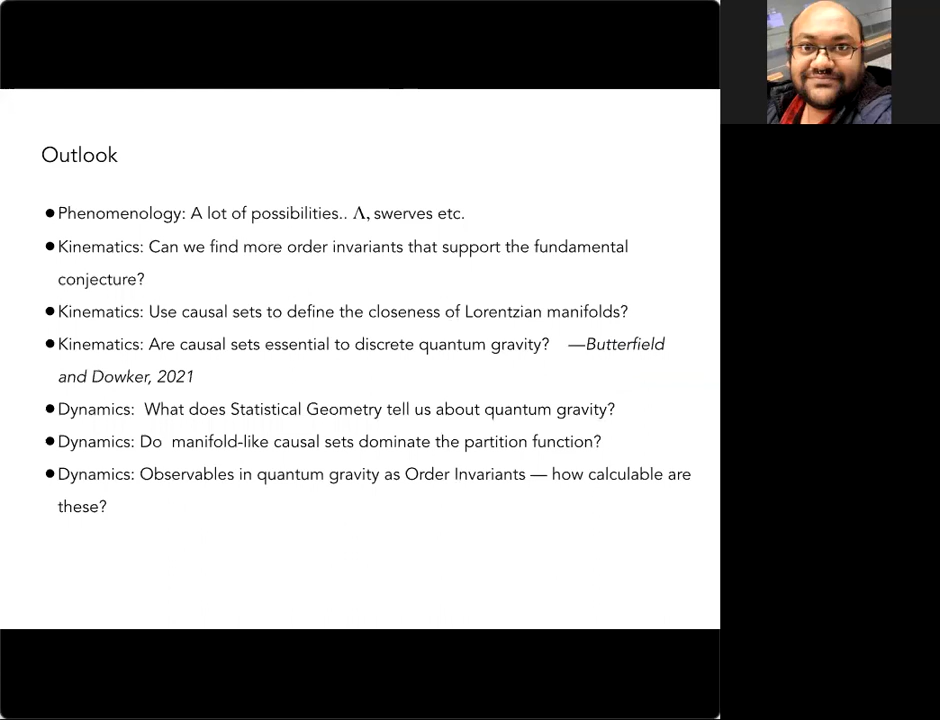 Outlook
●Phenomenology: A lot of possibilities.. Λ, swerves etc.
●Kinematics: Can we find more order invariants that support the fundamental
conjecture?
●Kinematics: Use causal sets to define the closeness of Lorentzian manifolds?
●Kinematics: Are causal sets essential to discrete quantum gravity? —Butterfield
and Dowker, 2021
●Dynamics: What does Statistical Geometry tell us about quantum gravity?
●Dynamics: Do manifold-like causal sets dominate the partition function?
●Dynamics: Observables in quantum gravity as Order Invariants — how calculable are
these?